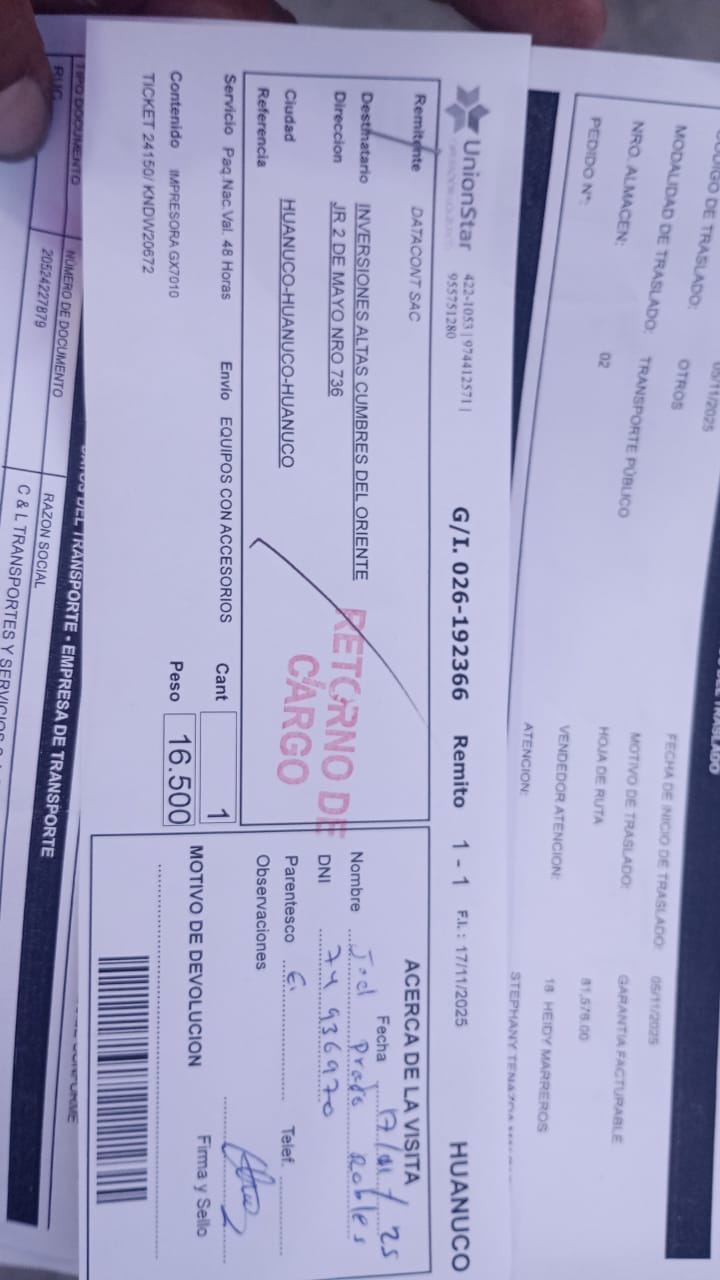 UnionStar
422-1053 | 974412571 |
955751280
G/I. 026-192366 Remito 1 - 1 F.I.: 17/11/2025 HUANUCO
Remitente DATACONT SAC
Destinatario INVERSIONES ALTAS CUMBRES DEL ORIENTE
Direccion JR 2 DE MAYO NRO 736
Ciudad HUANUCO-HUANUCO-HUANUCO
Referencia
RETORNO DE
CARGO
Servicio Paq.Nac.Val. 48 Horas Envío EQUIPOS CON ACCESORIOS Cant 1
Contenido IMPRESORA GX7010 Peso 16.500
TICKET 24150/ KNDW20672
ACERCA DE LA VISITA
Fecha 17/11/25
Nombre Joel Prado Robles
DNI 74936970
Parentesco Telef.
Observaciones
MOTIVO DE DEVOLUCION Firma y Sello
DE TRASLADO: 05/11/2025 FECHA DE INICIO DE TRASLADO: 05/11/2025
MODALIDAD DE TRASLADO: OTROS MOTIVO DE TRASLADO: GARANTIA FACTURABLE
NRO. ALMACEN: TRANSPORTE PÚBLICO HOJA DE RUTA 81,578.00
PEDIDO N°: 02 VENDEDOR ATENCION: 18 HEIDY MARREROS
ATENCION: STEPHANY
DEL TRANSPORTE - EMPRESA DE TRANSPORTE
TIPO DOCUMENTO NÚMERO DE DOCUMENTO RAZON SOCIAL
RUC 20524227879 C & L TRANSPORTES Y